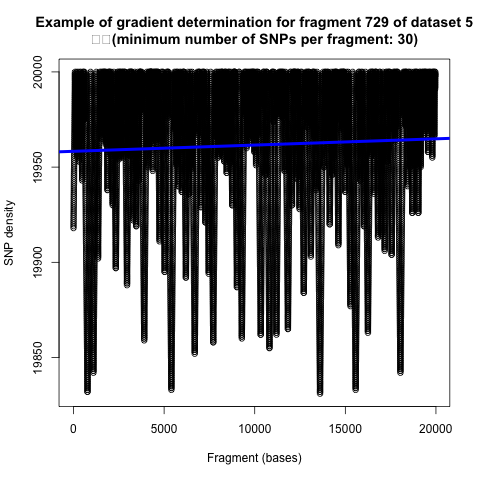 Example of gradient determination for fragment 729 of dataset 5
(minimum number of SNPs per fragment: 30)
20000
19950
19900
19850
SNP density
0 5000 10000 15000 20000
Fragment (bases)